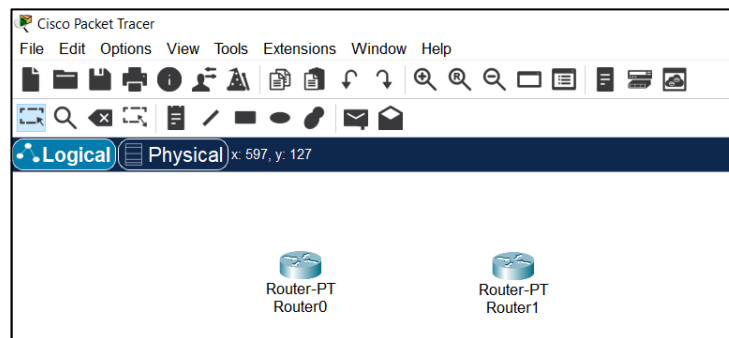 Cisco Packet Tracer
File Edit Options View Tools Extensions Window Help
Logical Physical x: 597, y: 127
Router-PT Router-PT
Router0 Router1